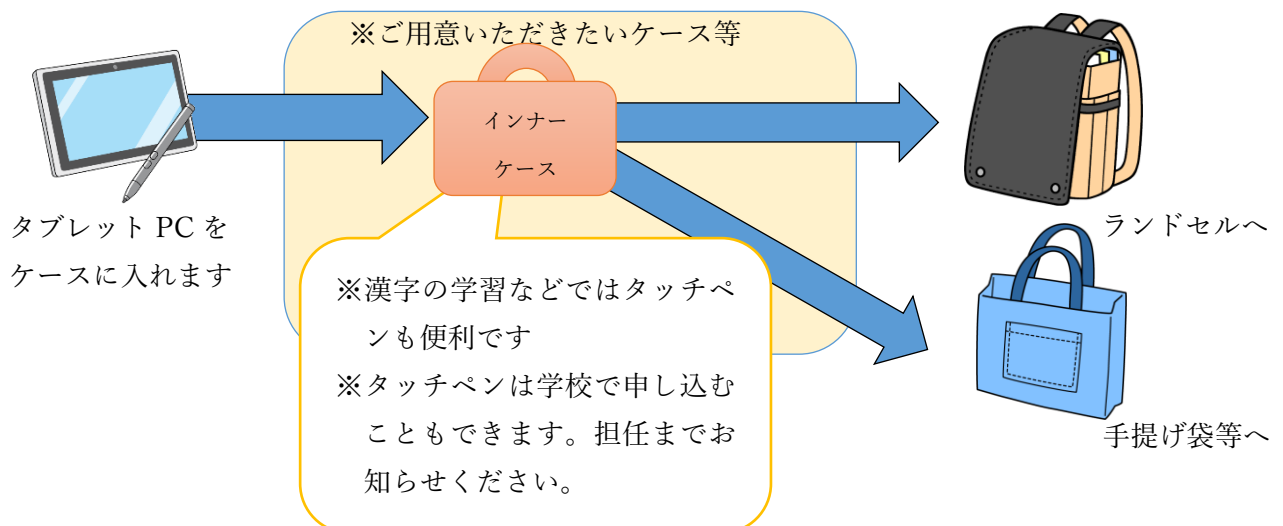 ※ご用意いただきたいケース等
インナー
ケース
タブレット PC を
ケースに入れます
ランドセルへ
※漢字の学習などではタッチペ
ンも便利です
※タッチペンは学校で申し込む
こともできます。担任までお
知らせください。
手提げ袋等へ